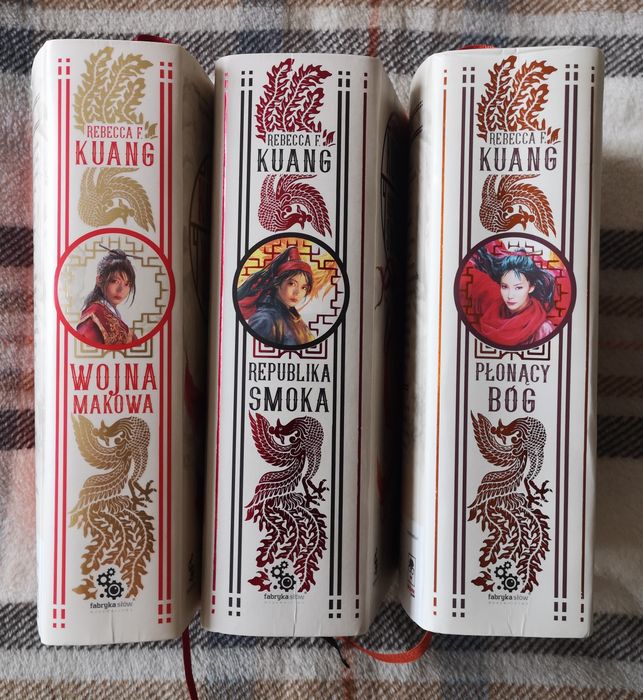 REBECCA F.
KUANG
WOJNA
MAKOWA
fabryka słów
REBECCA F.
KUANG
REPUBLIKA
SMOKA
fabryka słów
REBECCA F.
KUANG
PŁONĄCY
BÓG
fabryka słów